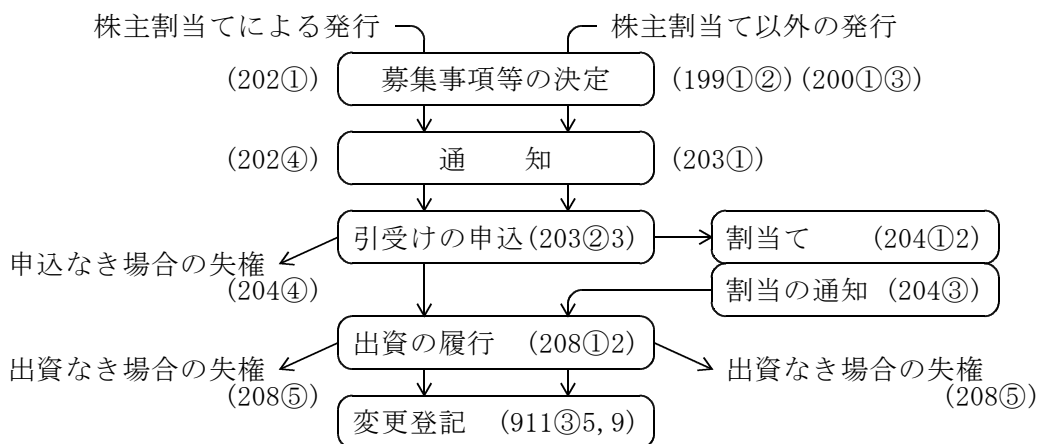 株主割当てによる発行 株主割当て以外の発行
(202①) 募集事項等の決定 (199①②)(200①③)
(202④) 通 知 (203①)
引受けの申込(203②3) 割当て (204①2)
申込なき場合の失権
(204④) 割当の通知 (204③)
出資の履行 (208①2)
出資なき場合の失権 出資なき場合の失権
(208⑤) (208⑤)
変更登記 (911③5,9)